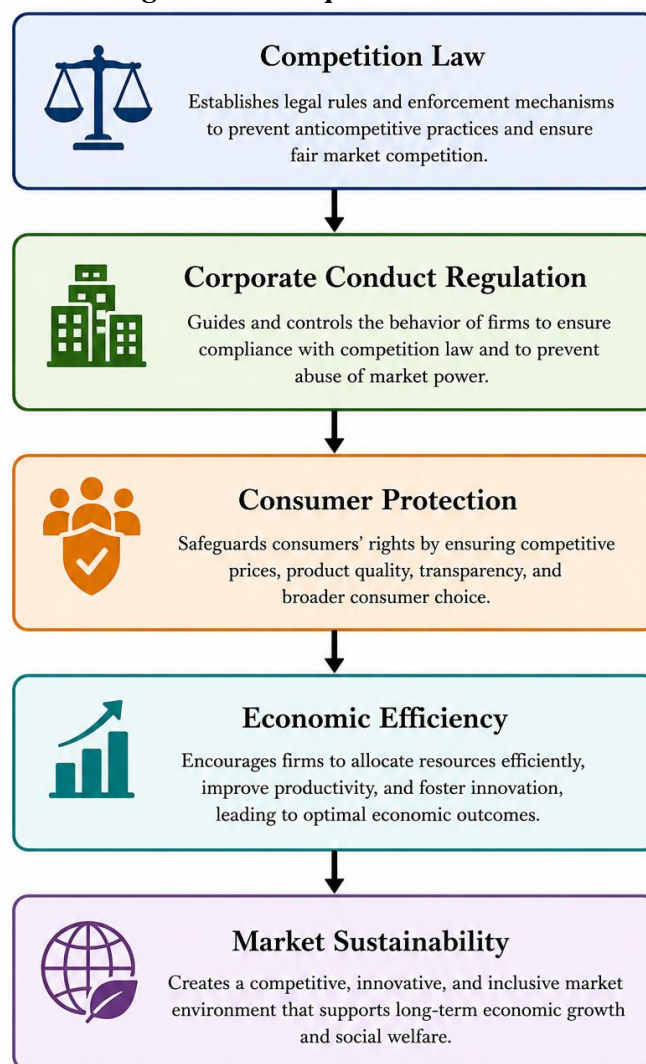 Competition Law
Establishes legal rules and enforcement mechanisms
to prevent anticompetitive practices and ensure
fair market competition.
Corporate Conduct Regulation
Guides and controls the behavior of firms to ensure
compliance with competition law and to prevent
abuse of market power.
Consumer Protection
Safeguards consumers’ rights by ensuring competitive
prices, product quality, transparency, and
broader consumer choice.
Economic Efficiency
Encourages firms to allocate resources efficiently,
improve productivity, and foster innovation,
leading to optimal economic outcomes.
Market Sustainability
Creates a competitive, innovative, and inclusive market
environment that supports long-term economic growth
and social welfare.